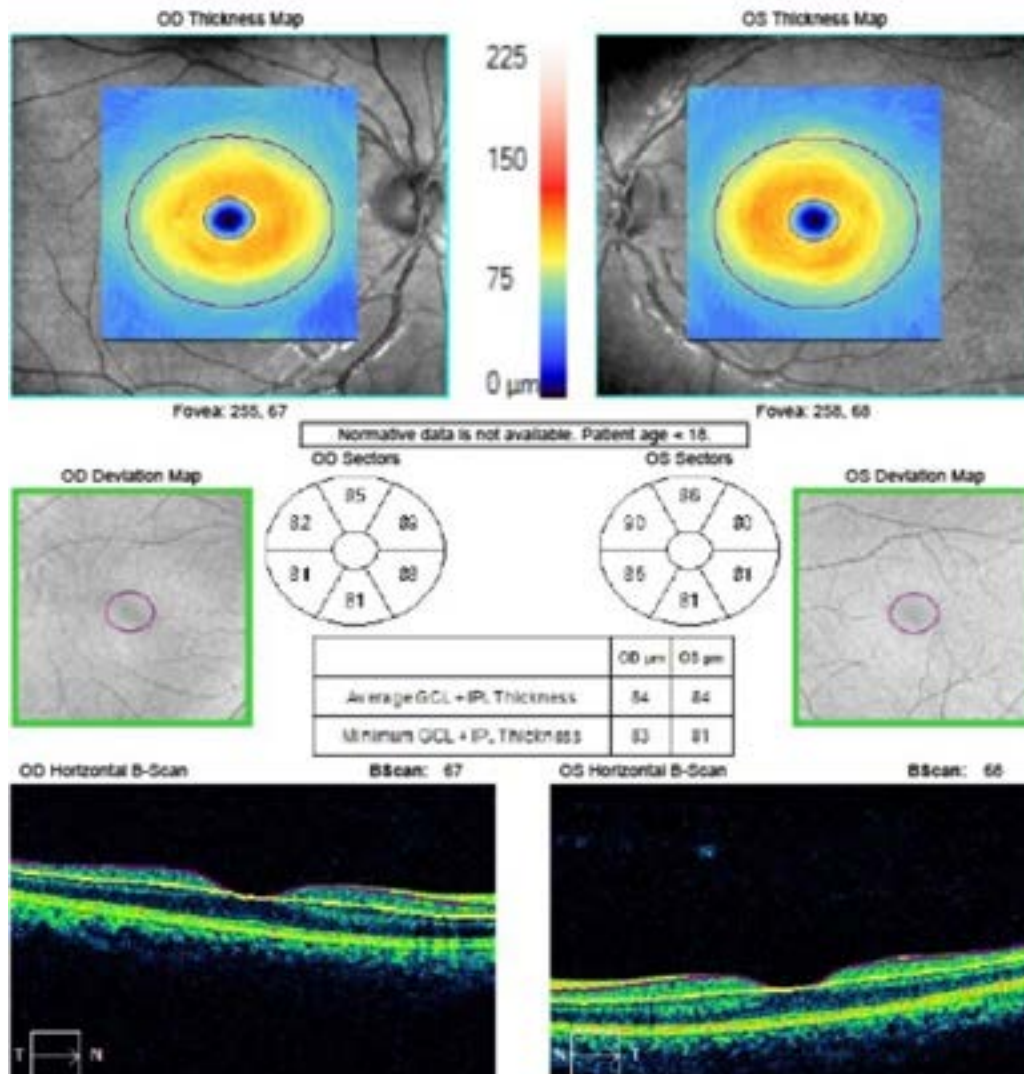 OD Thickness Map
OS Thickness Map
225
150
75
0 µm
Fovea: 255, 67
Fovea: 258, 68
Normative data is not available. Patient age < 18.
OD Sectors
OS Sectors
OD Deviation Map
OS Deviation Map
85
82
81
81
86
90
85
81
OD µm OS µm
Average GCL + IPL Thickness 84 84
Minimum GCL + IPL Thickness 83 81
OD Horizontal B-Scan
BScan: 67
OS Horizontal B-Scan
BScan: 68
T N
N T